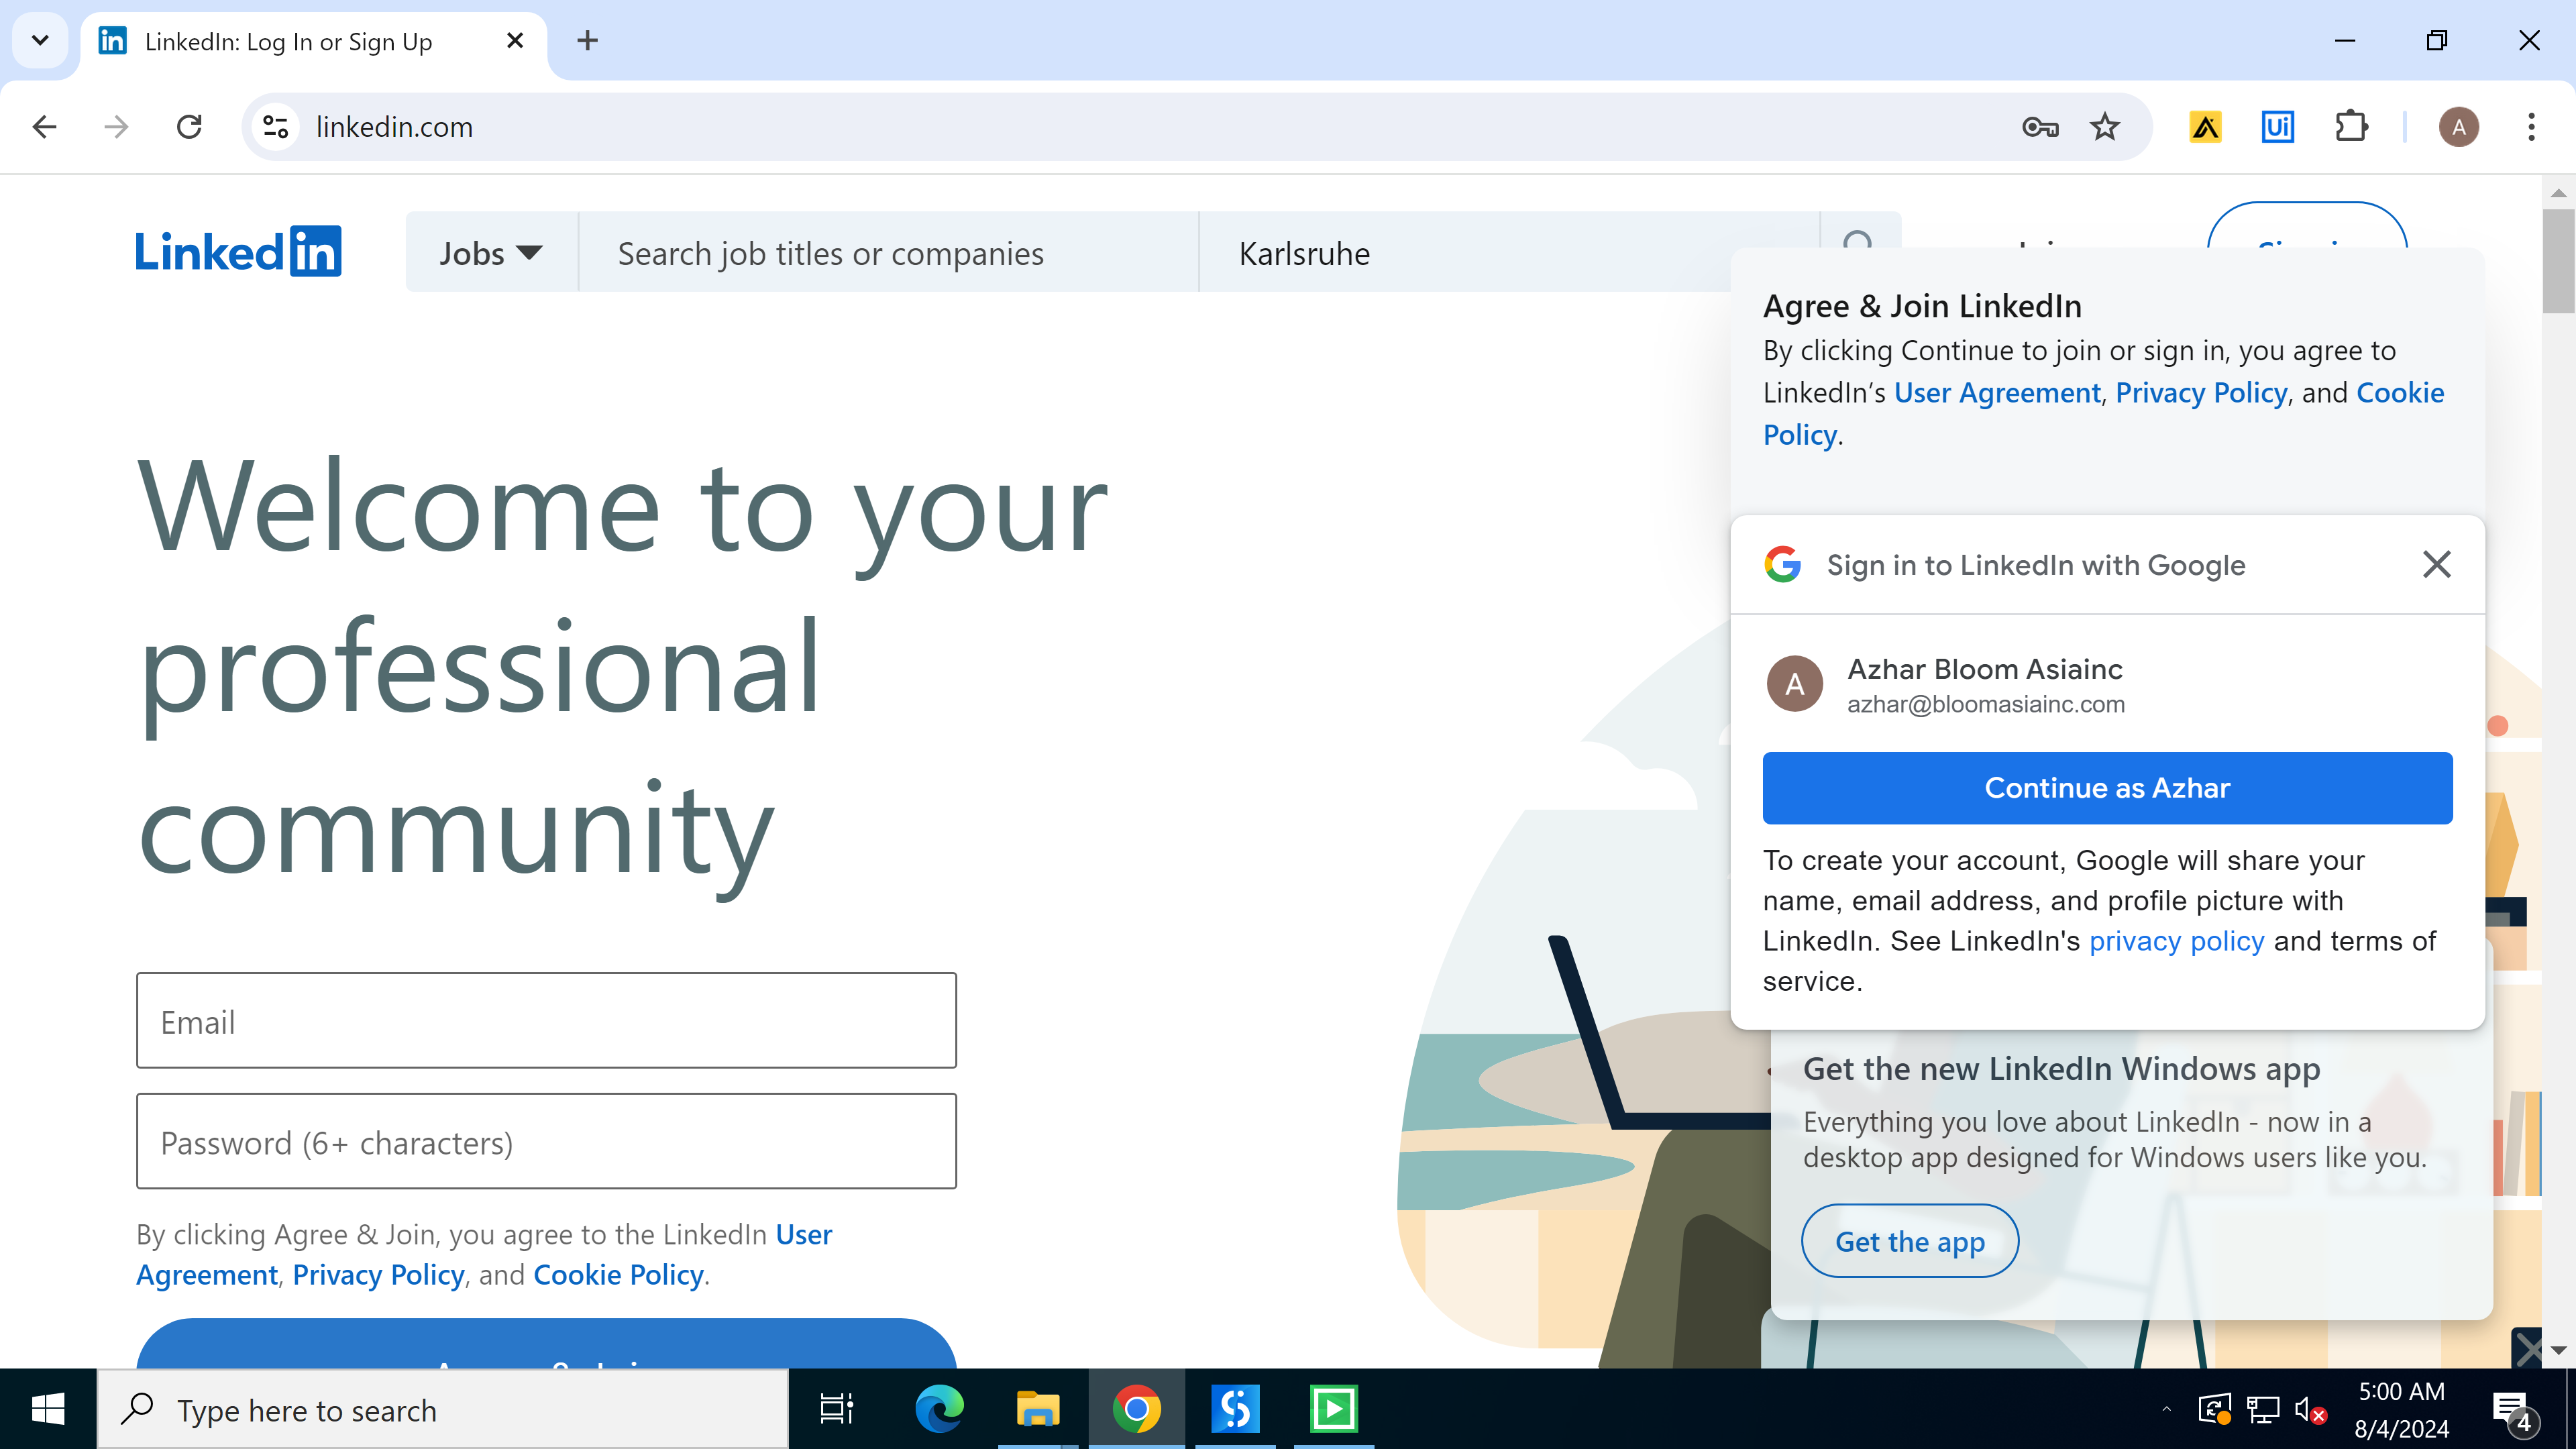 LinkedIn: Log In or Sign Up
linkedin.com
A
Linkedin
Jobs
Search job titles or companies
Karlsruhe
Agree & Join LinkedIn
By clicking Continue to join or sign in, you agree to
LinkedIn’s User Agreement, Privacy Policy, and Cookie
Policy.
Welcome to your
professional
community
Sign in to LinkedIn with Google
A
Azhar Bloom Asiainc
azhar@bloomasiainc.com
Continue as Azhar
To create your account, Google will share your
name, email address, and profile picture with
LinkedIn. See LinkedIn's privacy policy and terms of
service.
Email
Password (6+ characters)
By clicking Agree & Join, you agree to the LinkedIn User
Agreement, Privacy Policy, and Cookie Policy.
Get the new LinkedIn Windows app
Everything you love about LinkedIn - now in a
desktop app designed for Windows users like you.
Get the app
Type here to search
5:00 AM
8/4/2024
4